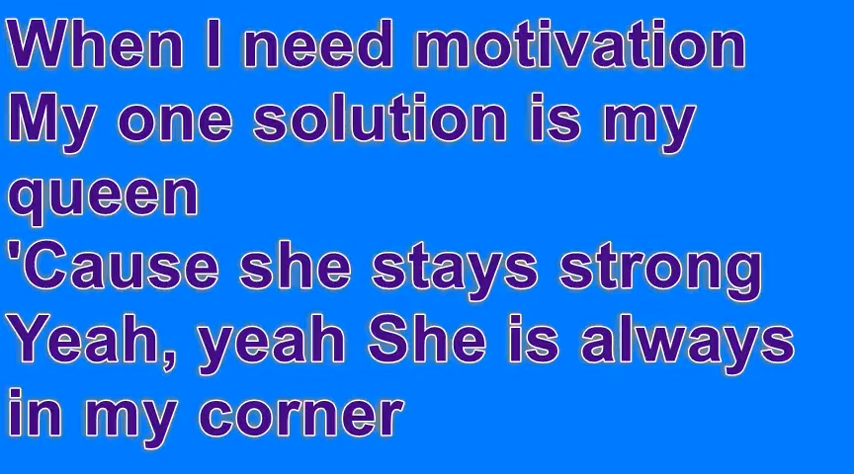 When I need motivation
My one solution is my
queen
'Cause she stays strong
Yeah, yeah She is always
in my corner